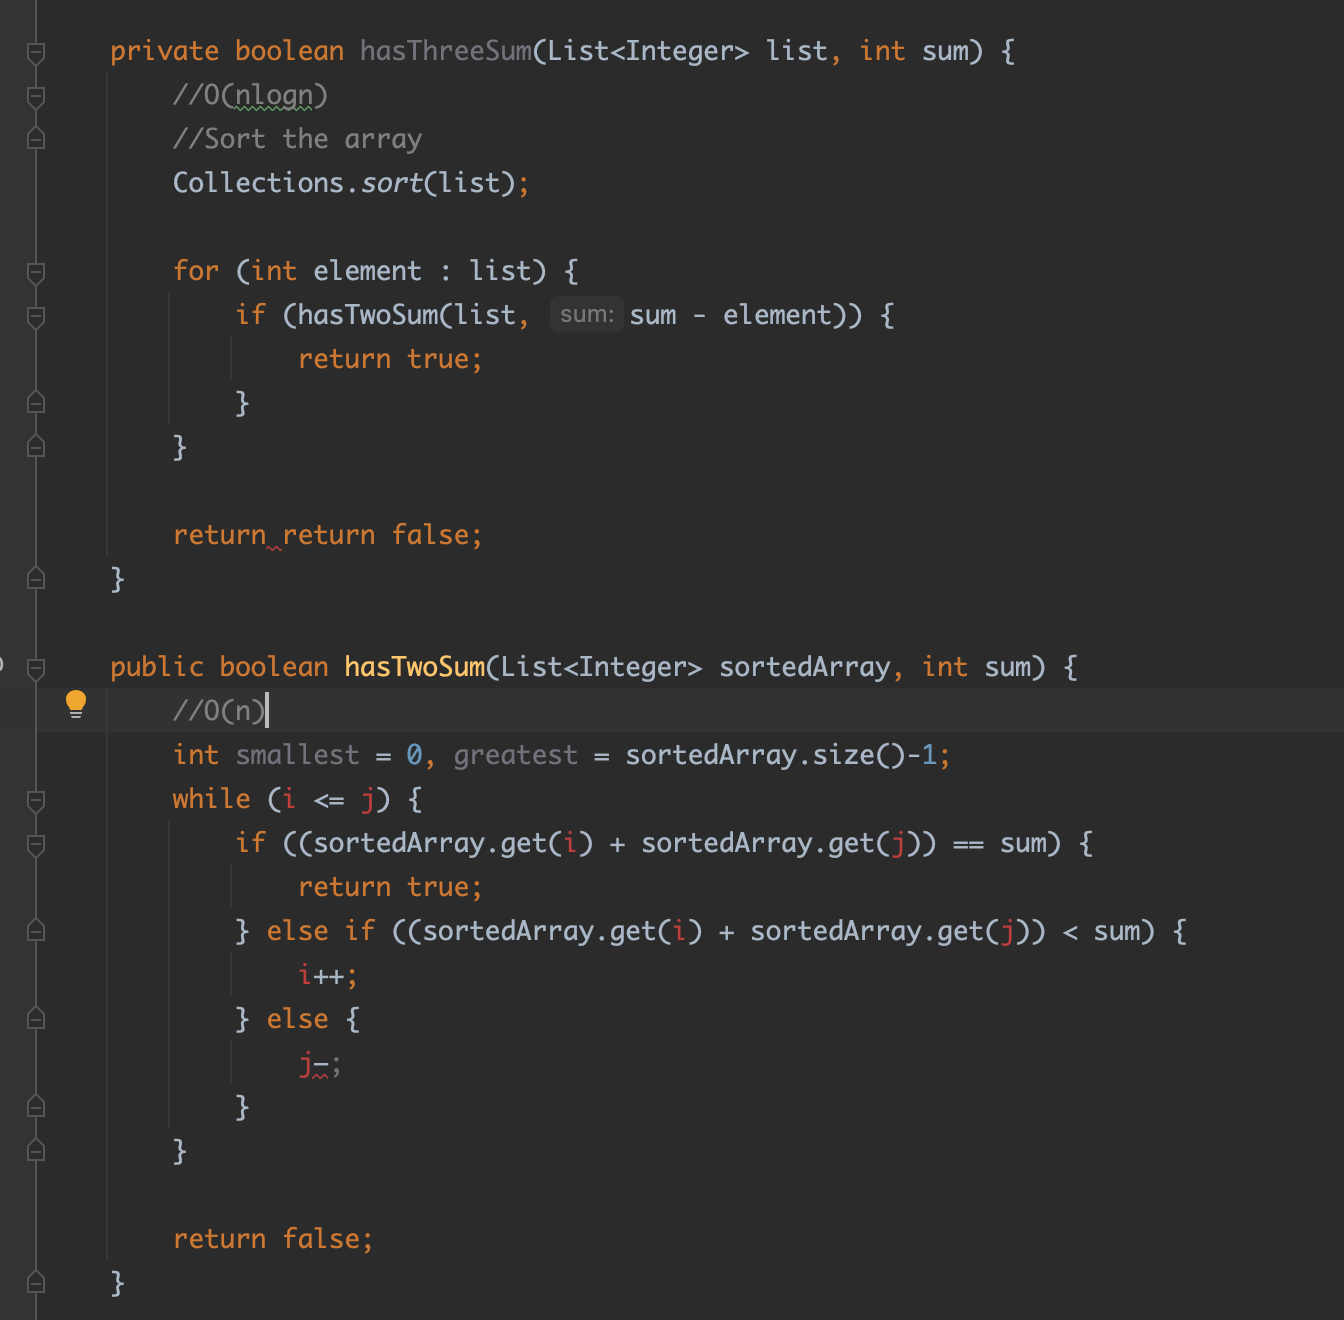 private boolean hasThreeSum(List<Integer> list, int sum) {
//O(nlogn)
//Sort the array
Collections.sort(list);
for (int element : list) {
if (hasTwoSum(list, sum: sum - element)) {
return true;
}
}
return return false;
}
public boolean hasTwoSum(List<Integer> sortedArray, int sum) {
//O(n)
int smallest = 0, greatest = sortedArray.size()-1;
while (i <= j) {
if ((sortedArray.get(i) + sortedArray.get(j)) == sum) {
return true;
} else if ((sortedArray.get(i) + sortedArray.get(j)) < sum) {
i++;
} else {
j–;
}
}
return false;
}